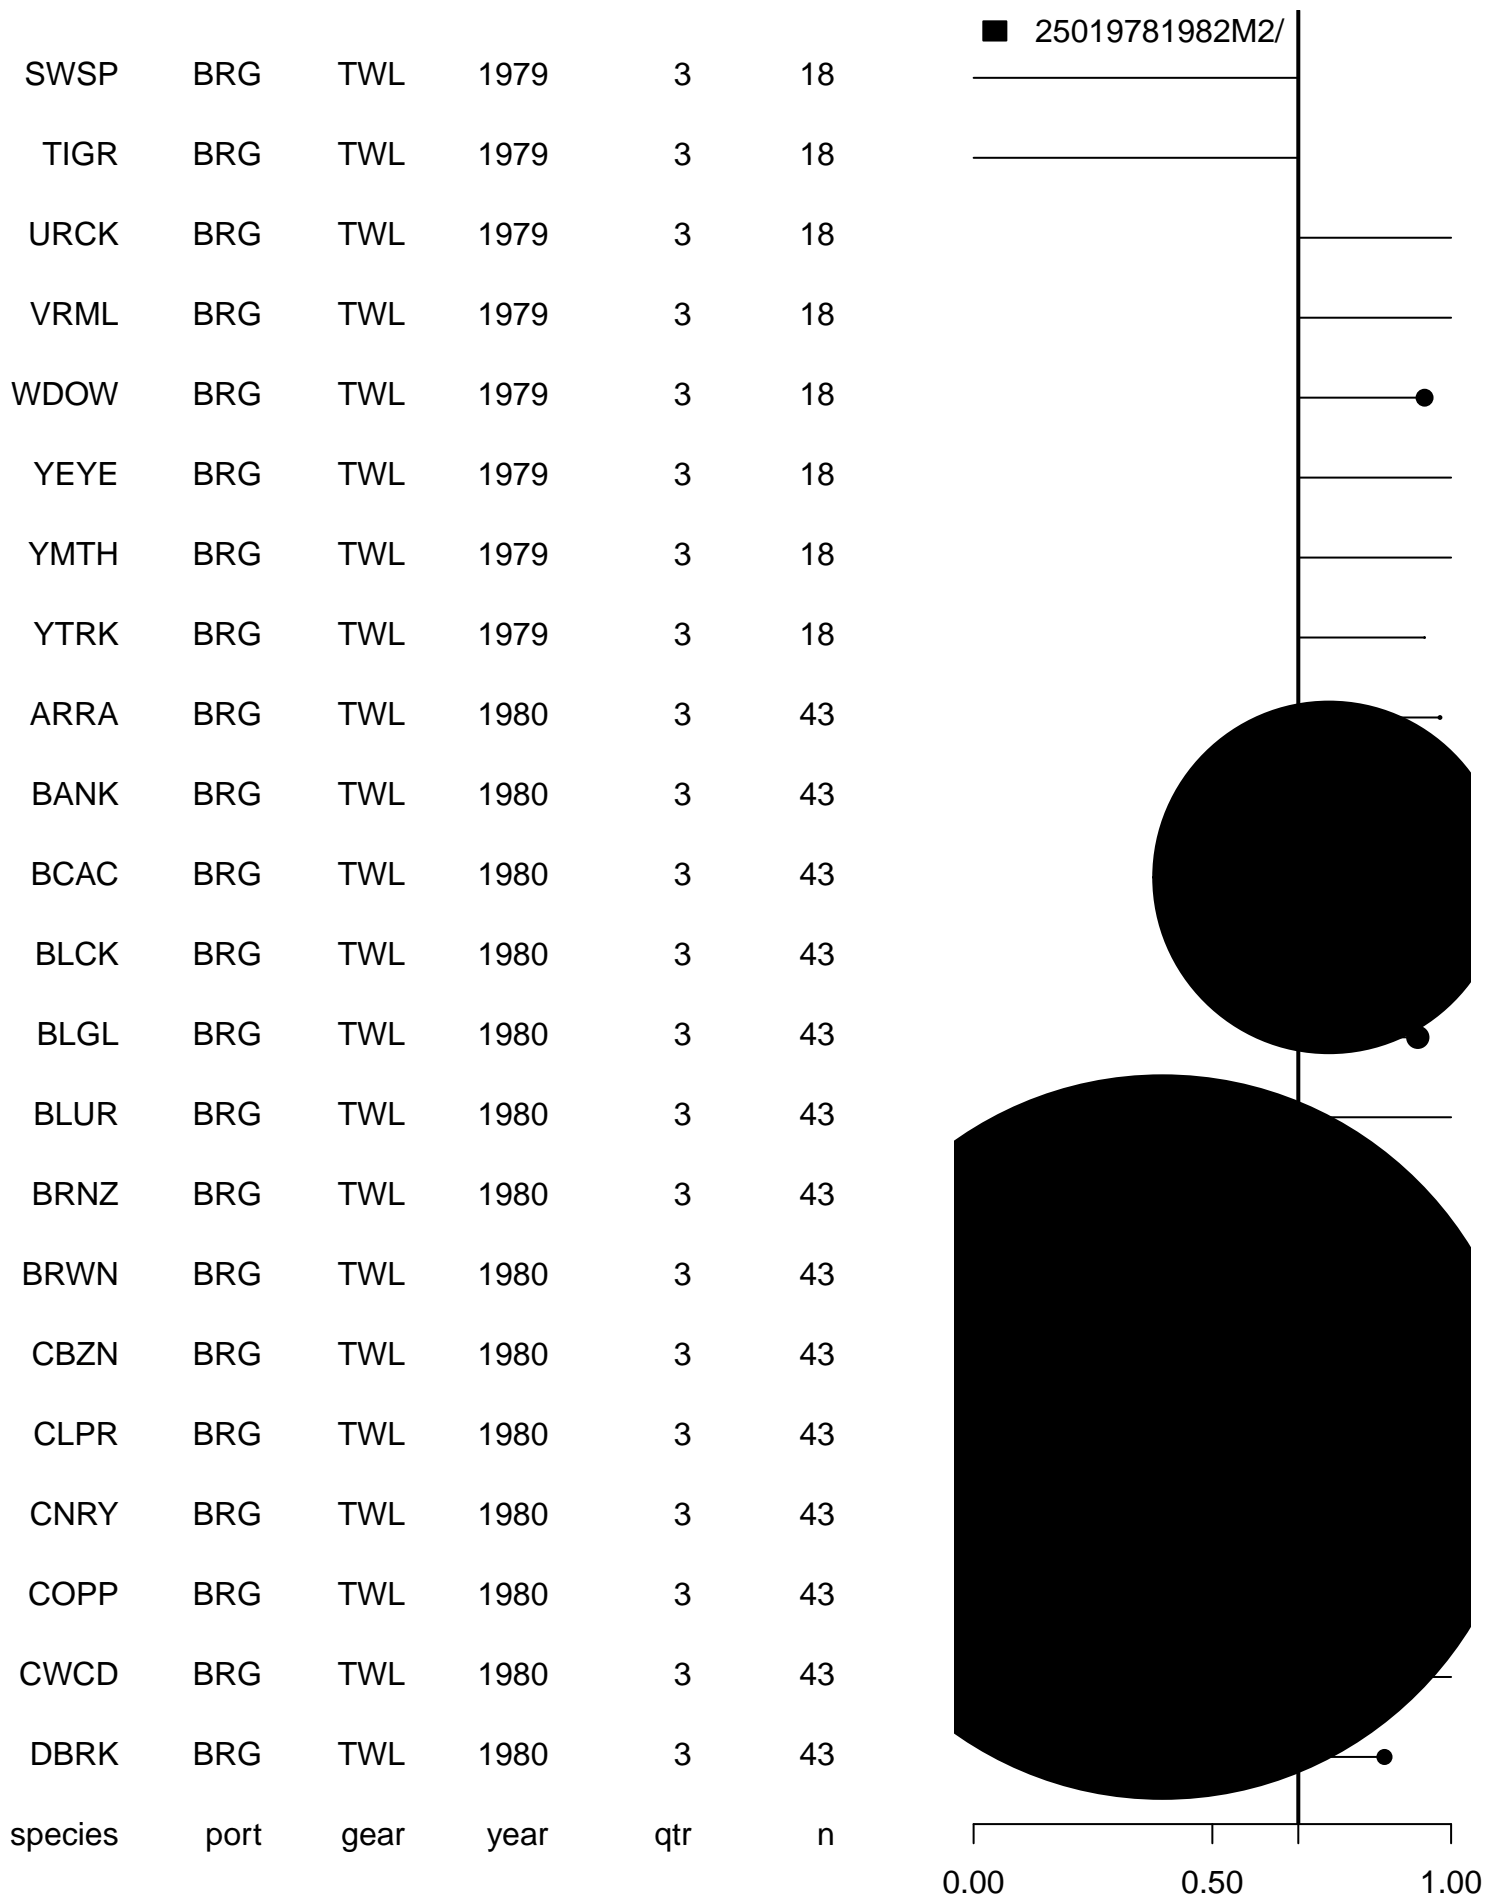 25019781982M2/
SWSP BRG TWL 1979 3 18
TIGR BRG TWL 1979 3 18
URCK BRG TWL 1979 3 18
VRML BRG TWL 1979 3 18
WDOW BRG TWL 1979 3 18
YEYE BRG TWL 1979 3 18
YMTH BRG TWL 1979 3 18
YTRK BRG TWL 1979 3 18
ARRA BRG TWL 1980 3 43
BANK BRG TWL 1980 3 43
BCAC BRG TWL 1980 3 43
BLCK BRG TWL 1980 3 43
BLGL BRG TWL 1980 3 43
BLUR BRG TWL 1980 3 43
BRNZ BRG TWL 1980 3 43
BRWN BRG TWL 1980 3 43
CBZN BRG TWL 1980 3 43
CLPR BRG TWL 1980 3 43
CNRY BRG TWL 1980 3 43
COPP BRG TWL 1980 3 43
CWCD BRG TWL 1980 3 43
DBRK BRG TWL 1980 3 43
species port gear year qtr n
0.00 0.50 1.00